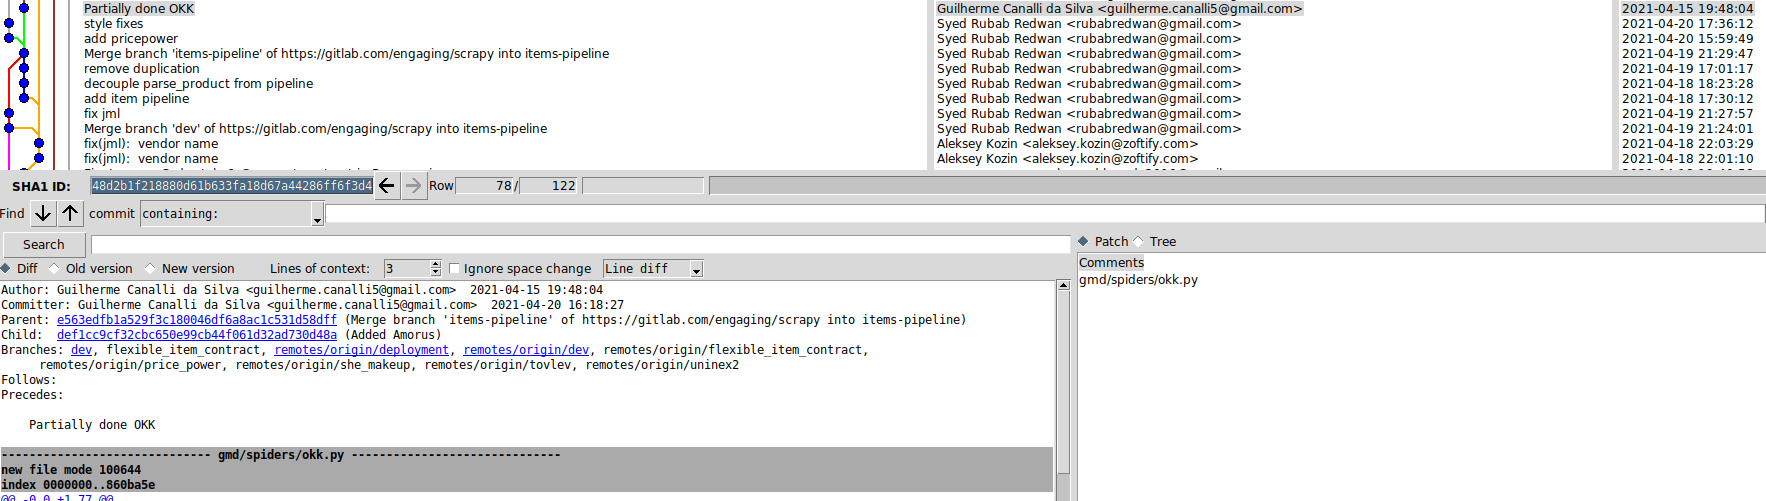 Partially done OKK Guilherme Canalli da Silva <guilherme.canalli5@gmail.com> 2021-04-15 19:48:04
style fixes Syed Rubab Redwan <rubabredwan@gmail.com> 2021-04-20 17:36:12
add pricepower Syed Rubab Redwan <rubabredwan@gmail.com> 2021-04-20 15:59:49
Merge branch 'items-pipeline' of https://gitlab.com/engaging/scrapy into items-pipeline Syed Rubab Redwan <rubabredwan@gmail.com> 2021-04-19 21:29:47
remove duplication Syed Rubab Redwan <rubabredwan@gmail.com> 2021-04-19 17:01:17
decouple parse_product from pipeline Syed Rubab Redwan <rubabredwan@gmail.com> 2021-04-18 18:23:28
add item pipeline Syed Rubab Redwan <rubabredwan@gmail.com> 2021-04-18 17:30:12
fix jml Syed Rubab Redwan <rubabredwan@gmail.com> 2021-04-19 21:27:57
Merge branch 'dev' of https://gitlab.com/engaging/scrapy into items-pipeline Syed Rubab Redwan <rubabredwan@gmail.com> 2021-04-19 21:24:01
fix(jml): vendor name Aleksey Kozin <aleksey.kozin@zoftify.com> 2021-04-18 22:03:29
fix(jml): vendor name Aleksey Kozin <aleksey.kozin@zoftify.com> 2021-04-18 22:01:10
SHA1 ID: 48d2b1f218880d61b633fa18d67a44286ff6f3d4 Row 78 / 122
Find commit containing:
Search
Diff Old version New version Lines of context: 3 Ignore space change Line diff
Patch Tree
Comments
gmd/spiders/okk.py
Author: Guilherme Canalli da Silva <guilherme.canalli5@gmail.com> 2021-04-15 19:48:04
Committer: Guilherme Canalli da Silva <guilherme.canalli5@gmail.com> 2021-04-20 16:18:27
Parent: e563edfb1a529f3c180046df6a8ac1c531d58dff (Merge branch 'items-pipeline' of https://gitlab.com/engaging/scrapy into items-pipeline)
Child: def1cc9cf32cbc650e99cb44f061d32ad730d48a (Added Amorus)
Branches: dev, flexible_item_contract, remotes/origin/deployment, remotes/origin/dev, remotes/origin/flexible_item_contract,
remotes/origin/price_power, remotes/origin/she_makeup, remotes/origin/tovlev, remotes/origin/uninex2
Follows:
Precedes:
Partially done OKK
------------------------------ gmd/spiders/okk.py ------------------------------
new file mode 100644
index 0000000..860ba5e
@@ -0,0 +1,77 @@